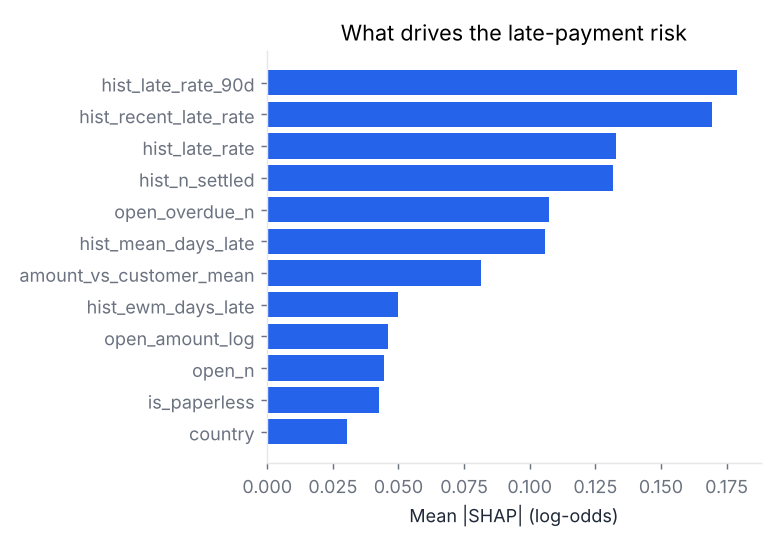 What drives the late-payment risk
hist_late_rate_90d
hist_recent_late_rate
hist_late_rate
hist_n_settled
open_overdue_n
hist_mean_days_late
amount_vs_customer_mean
hist_ewm_days_late
open_amount_log
open_n
is_paperless
country
0.000 0.025 0.050 0.075 0.100 0.125 0.150 0.175
Mean |SHAP| (log-odds)